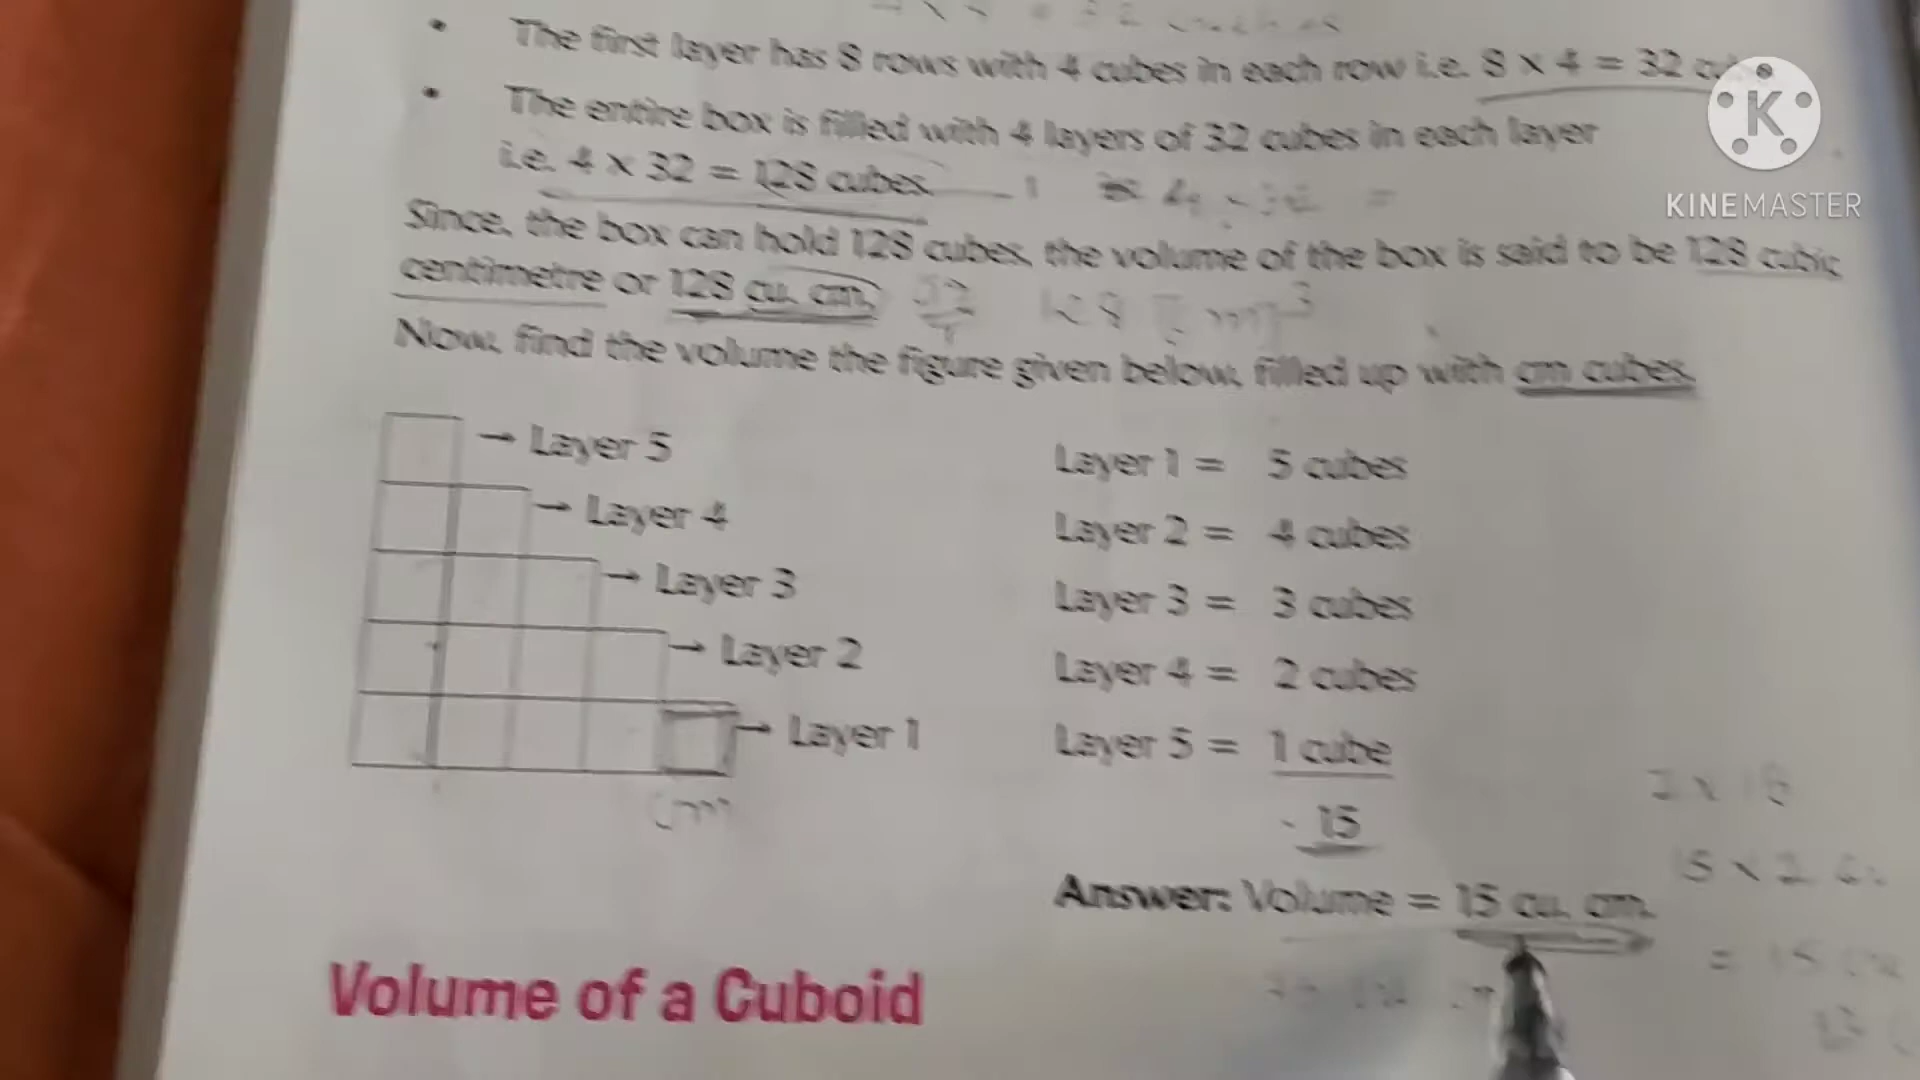 The first layer has 8 rows with 4 cubes in each row i.e. 8 x 4 = 32
K
The entire box is filled with 4 layers of 32 cubes in each layer
i.e. 4 x 32 = 128 cubes.
KINEMASTER
Since, the box can hold 128 cubes, the volume of the box is said to be 128 cubic
centimetre or 128 cu. cm. 128 [cm]3
Now, find the volume the figure given below, filled up with cm cubes.
→ Layer 5
→ Layer 4
→ Layer 3
→ Layer 2
→ Layer 1
cm
Layer 1 = 5 cubes
Layer 2 = 4 cubes
Layer 3 = 3 cubes
Layer 4 = 2 cubes
Layer 5 = 1 cube
15
Answer: Volume = 15 cu. cm.
Volume of a Cuboid